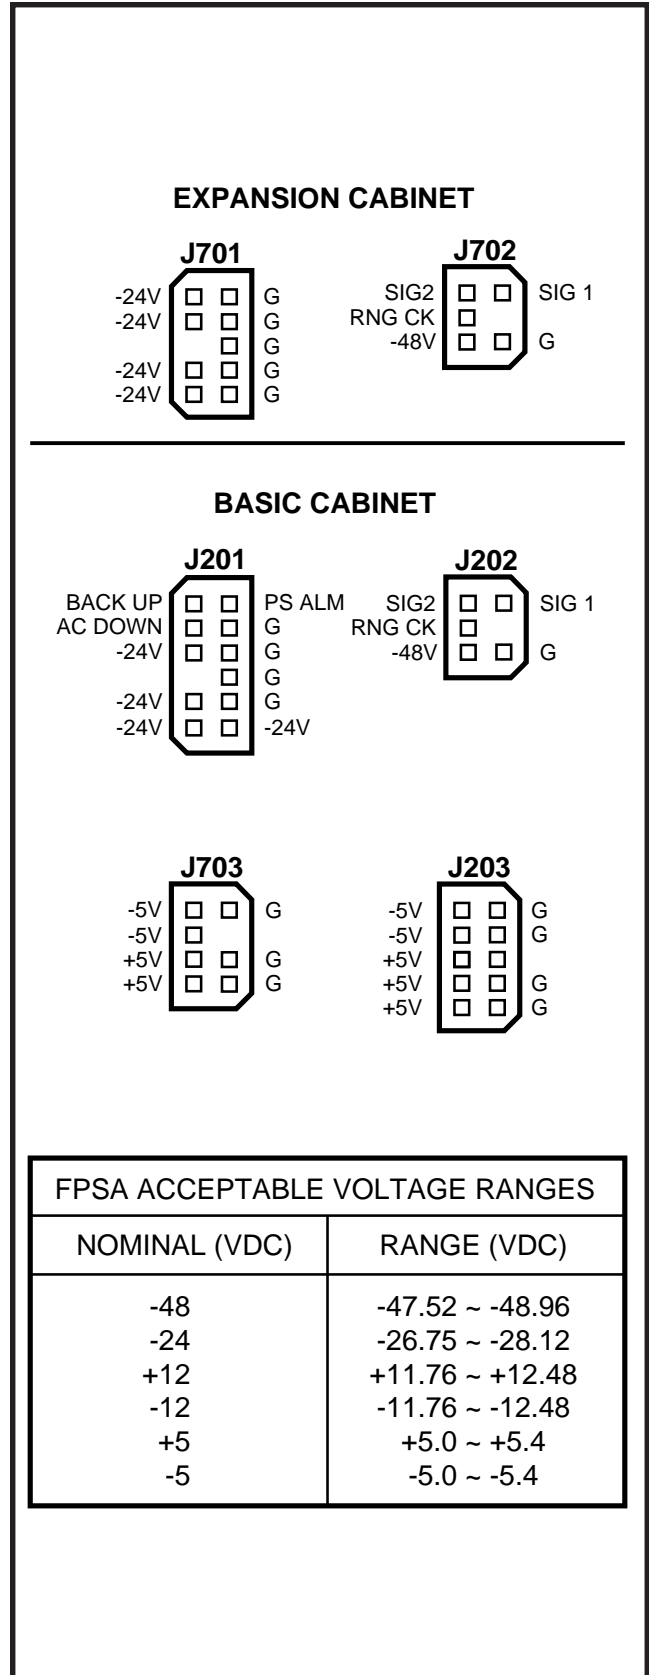 EXPANSION CABINET
J701
-24V G
-24V G
G
-24V G
-24V G
J702
SIG2 SIG 1
RNG CK
-48V G
BASIC CABINET
J201
BACK UP PS ALM
AC DOWN G
-24V G
G
-24V G
-24V -24V
J202
SIG2 SIG 1
RNG CK
-48V G
J703
-5V G
-5V
+5V G
+5V G
J203
-5V G
-5V G
+5V
+5V G
+5V G
FPSA ACCEPTABLE VOLTAGE RANGES
NOMINAL (VDC) RANGE (VDC)
-48 -47.52 ~ -48.96
-24 -26.75 ~ -28.12
+12 +11.76 ~ +12.48
-12 -11.76 ~ -12.48
+5 +5.0 ~ +5.4
-5 -5.0 ~ -5.4